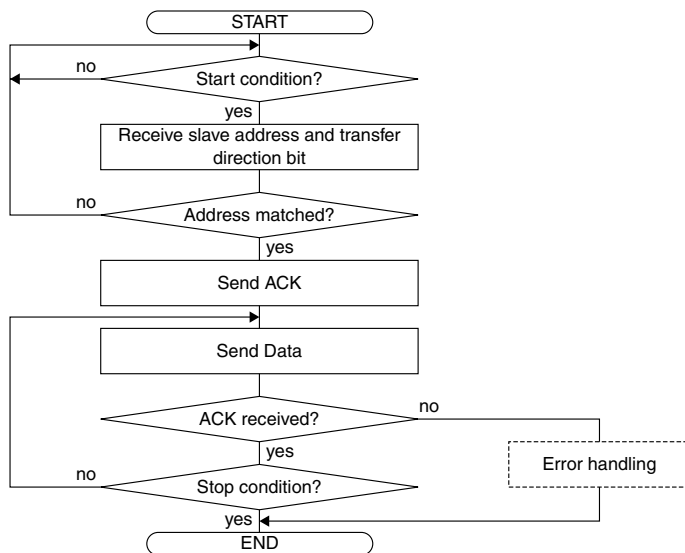 START
no
Start condition?
yes
Receive slave address and transfer
direction bit
no
Address matched?
yes
Send ACK
Send Data
ACK received?
no
yes
Error handling
no
Stop condition?
yes
END